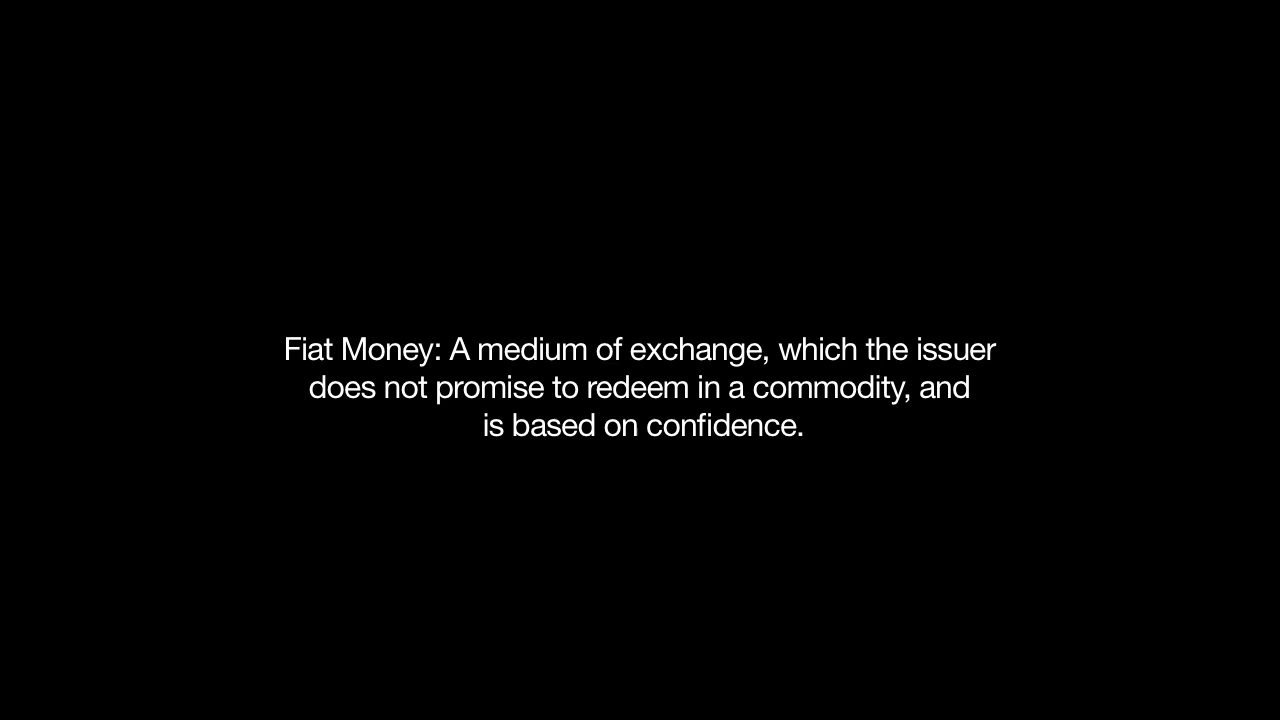 Fiat Money: A medium of exchange, which the issuer
does not promise to redeem in a commodity, and
is based on confidence.